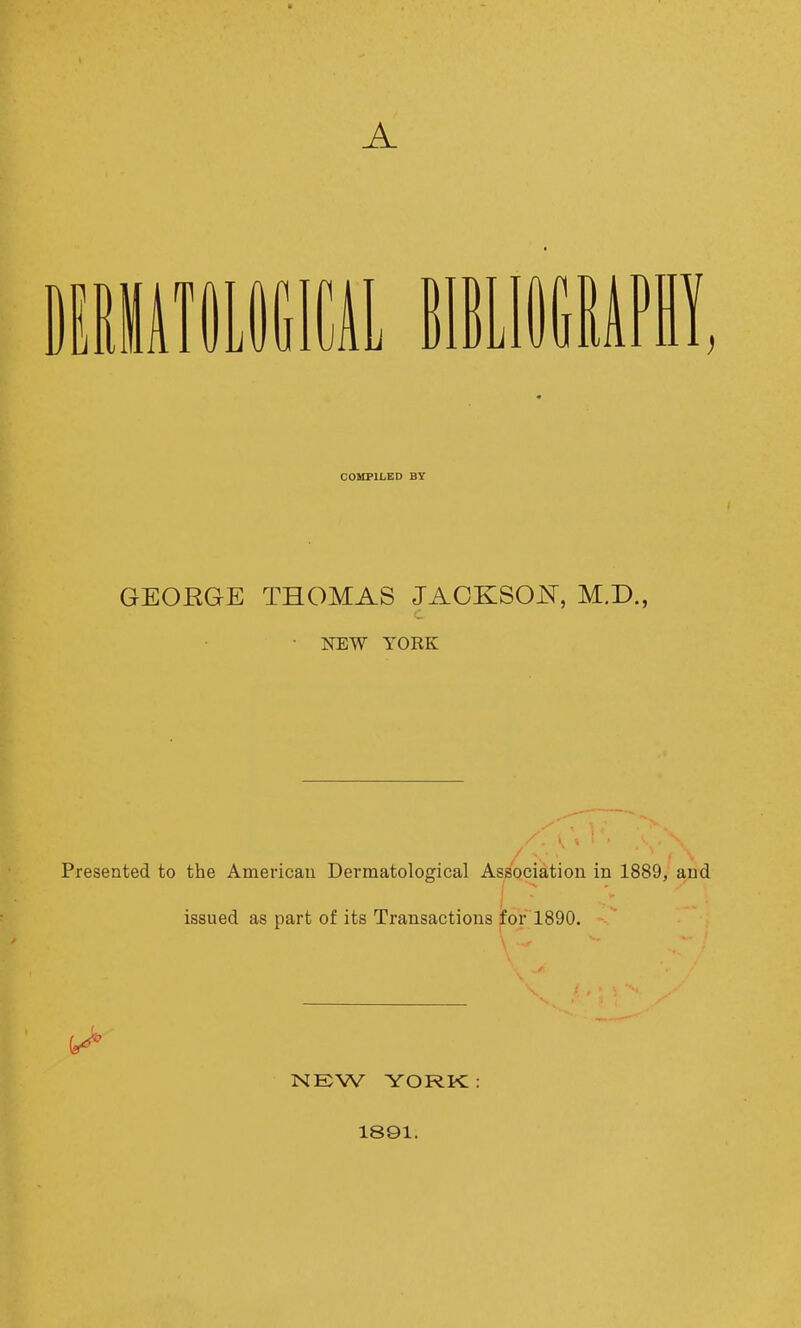 A
DERMATOLOGICAL BIBLIOGRAPHY,
COMPILED BY
GEORGE THOMAS JACKSON, M.D.,
NEW YORK
Presented to the American Dermatological Association in 1889, and
issued as part of its Transactions for 1890.
NEW YORK:
1891.